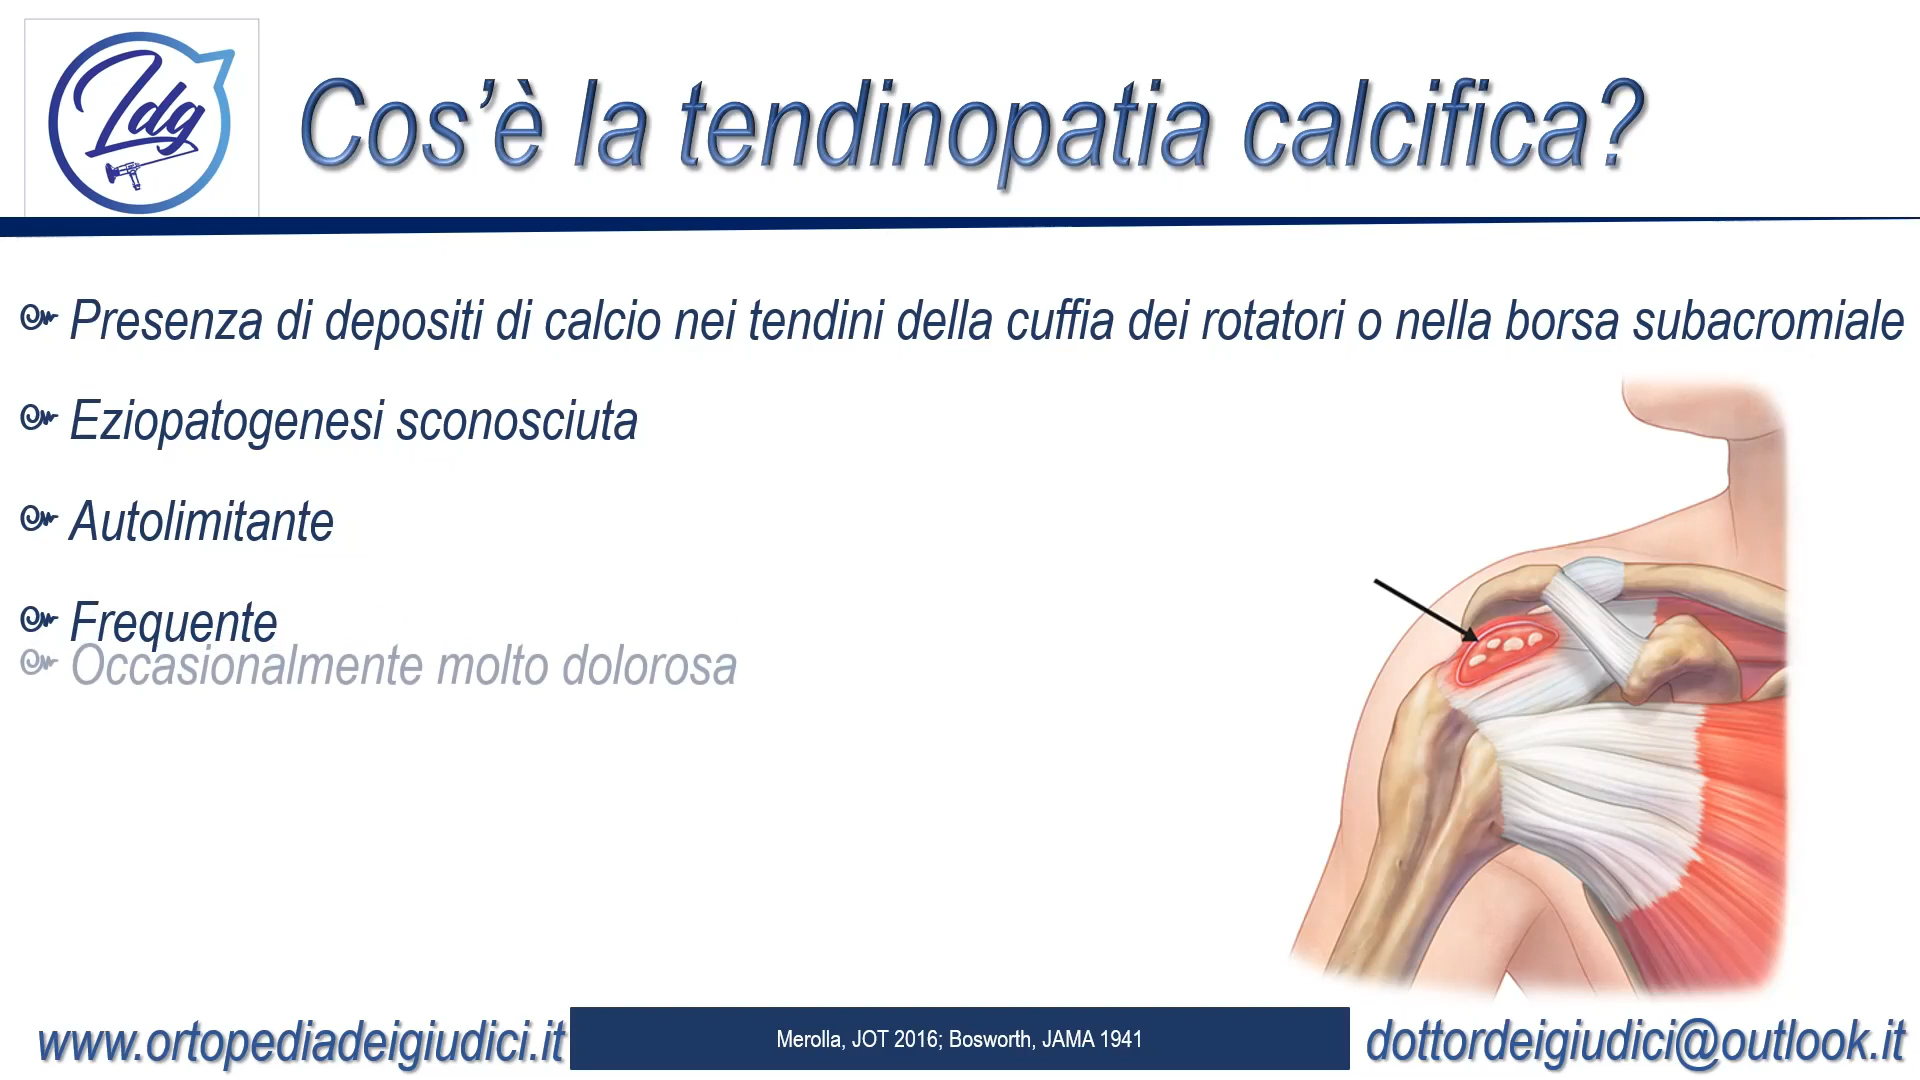 Ldg
Cos'è la tendinopatia calcifica?
Presenza di depositi di calcio nei tendini della cuffia dei rotatori o nella borsa subacromiale
Eziopatogenesi sconosciuta
Autolimitante
Frequente
Occasionalmente molto dolorosa
www.ortopediadeigiudici.it
Merolla, JOT 2016; Bosworth, JAMA 1941
dottordeigiudici@outlook.it